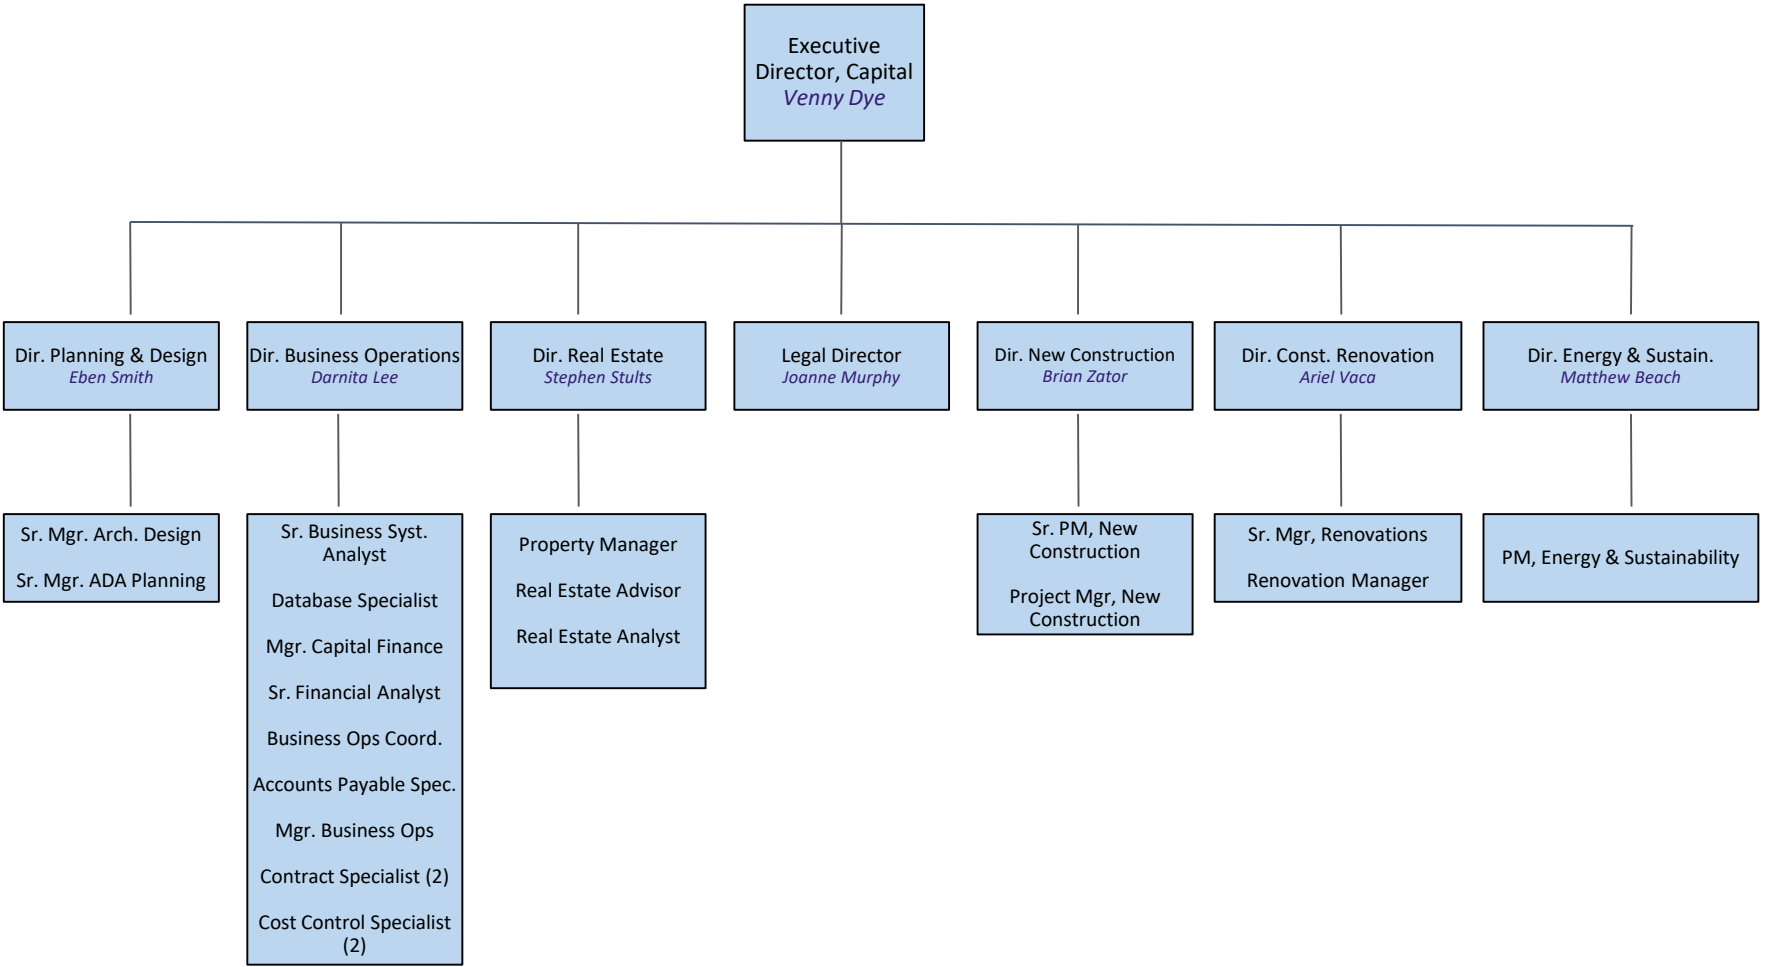 Executive
Director, Capital
Venny Dye
Dir. Planning & Design
Eben Smith
Dir. Business Operations
Darnita Lee
Dir. Real Estate
Stephen Stults
Legal Director
Joanne Murphy
Dir. New Construction
Brian Zator
Dir. Const. Renovation
Ariel Vaca
Dir. Energy & Sustain.
Matthew Beach
Sr. Mgr. Arch. Design
Sr. Mgr. ADA Planning
Sr. Business Syst.
Analyst
Database Specialist
Mgr. Capital Finance
Sr. Financial Analyst
Business Ops Coord.
Accounts Payable Spec.
Mgr. Business Ops
Contract Specialist (2)
Cost Control Specialist
(2)
Property Manager
Real Estate Advisor
Real Estate Analyst
Sr. PM, New
Construction
Project Mgr, New
Construction
Sr. Mgr, Renovations
Renovation Manager
PM, Energy & Sustainability